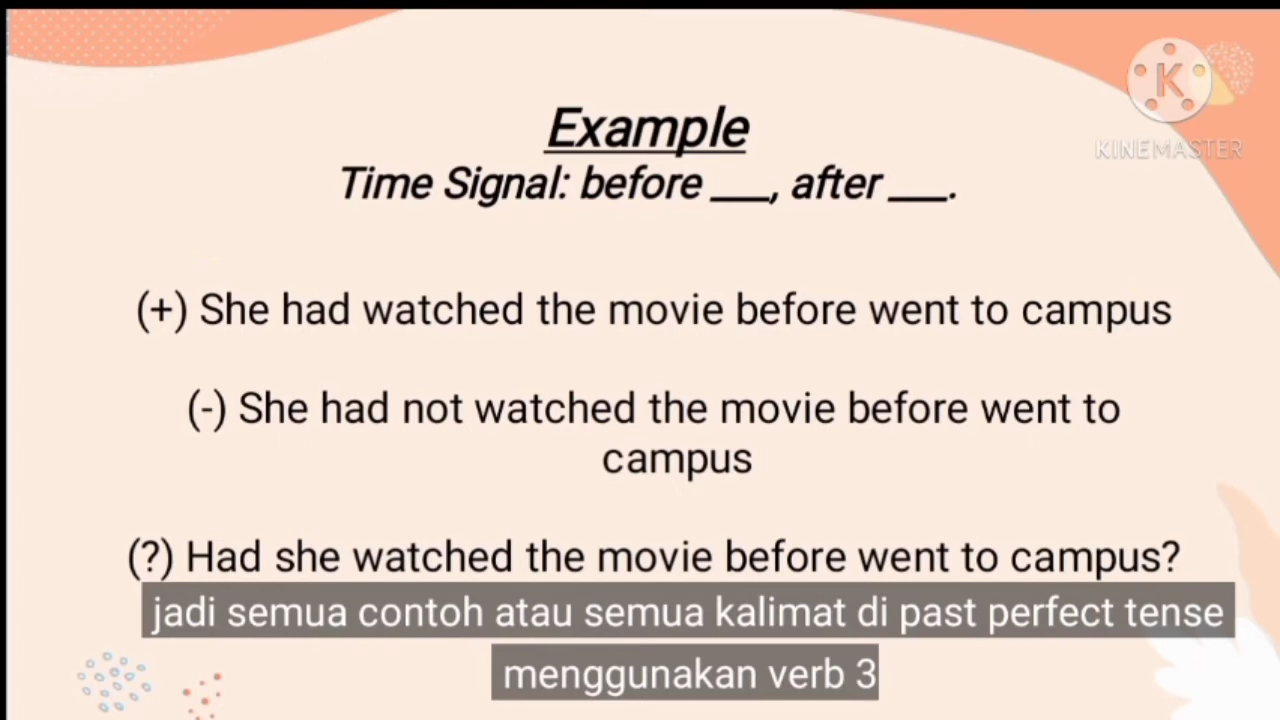 K
KINEMASTER
Example
Time Signal: before ___, after ___.
(+) She had watched the movie before went to campus
(-) She had not watched the movie before went to
campus
(?) Had she watched the movie before went to campus?
jadi semua contoh atau semua kalimat di past perfect tense
menggunakan verb 3